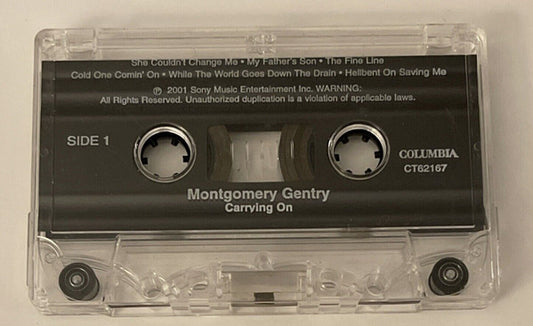 She Couldn't Change Me • My Father's Son • The Fine Line
Cold One Comin' On • While The World Goes Down The Drain • Hellbent On Saving Me
℗ 2001 Sony Music Entertainment Inc. WARNING:
All Rights Reserved. Unauthorized duplication is a violation of applicable laws.
SIDE 1
COLUMBIA
CT62167
Montgomery Gentry
Carrying On